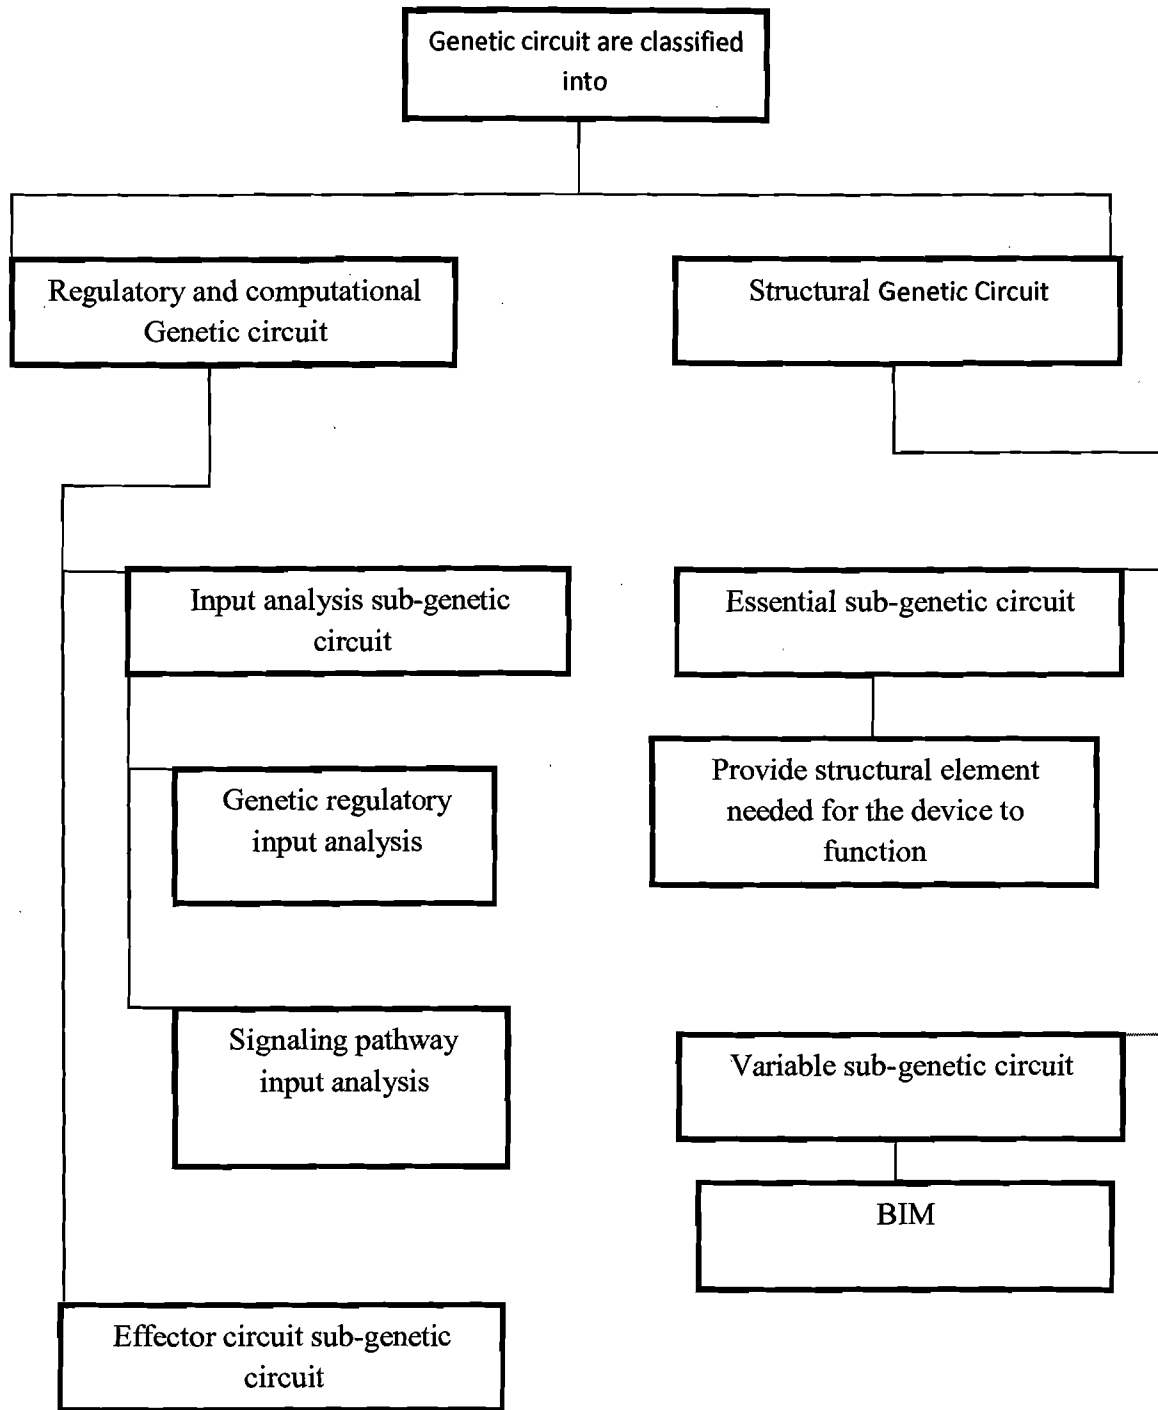 Genetic circuit are classified
into
Regulatory and computational
Genetic circuit
Structural Genetic Circuit
Input analysis sub-genetic
circuit
Essential sub-genetic circuit
Genetic regulatory
input analysis
Provide structural element
needed for the device to
function
Signaling pathway
input analysis
Variable sub-genetic circuit
BIM
Effector circuit sub-genetic
circuit